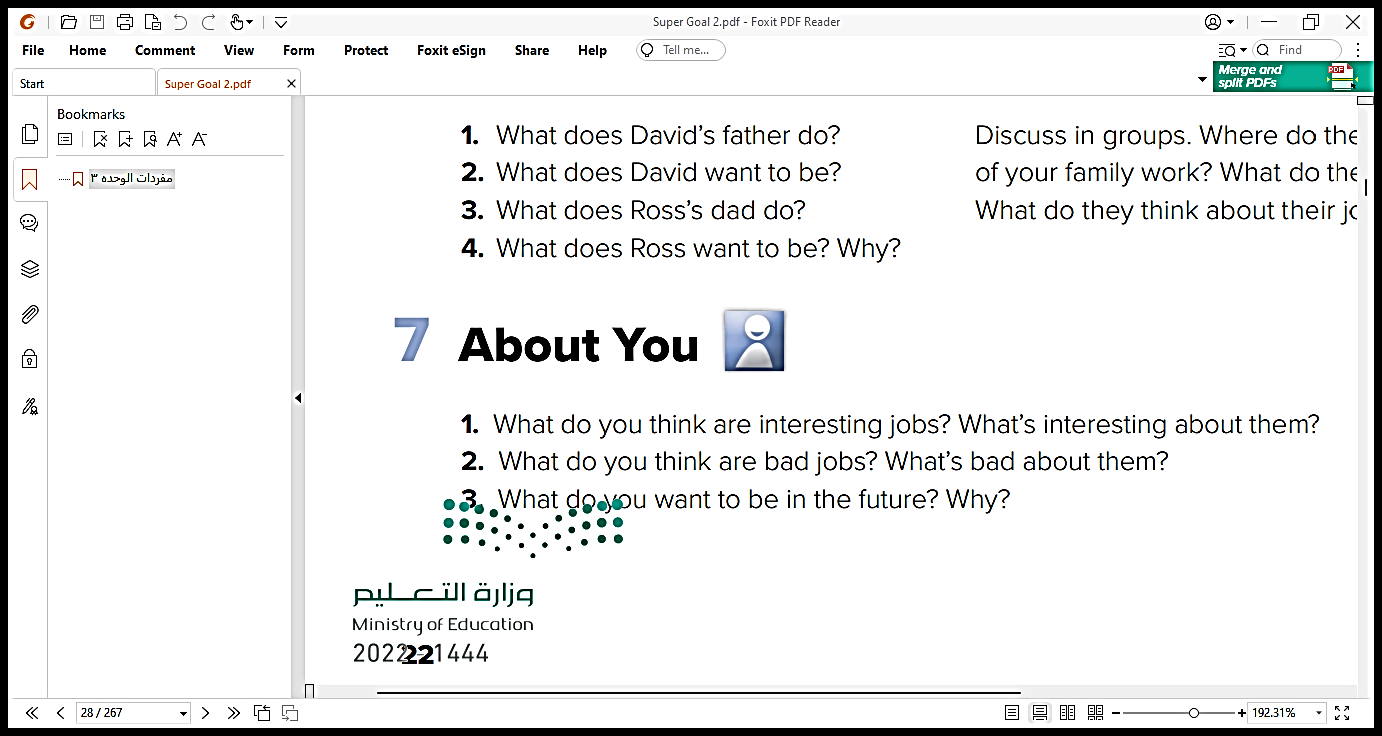 Super Goal 2.pdf - Foxit PDF Reader
File Home Comment View Form Protect Foxit eSign Share Help Tell me... Find
Start Super Goal 2.pdf
Merge and
split PDFs
Bookmarks
مفردات الوحده ٣
1. What does David's father do?
2. What does David want to be?
3. What does Ross's dad do?
4. What does Ross want to be? Why?
Discuss in groups. Where do the
of your family work? What do the
What do they think about their
7 About You
1. What do you think are interesting jobs? What's interesting about them?
2. What do you think are bad jobs? What's bad about them?
3. What do you want to be in the future? Why?
وزارة التعليم
Ministry of Education
2022 - 1444
22
28 / 267
192.31%